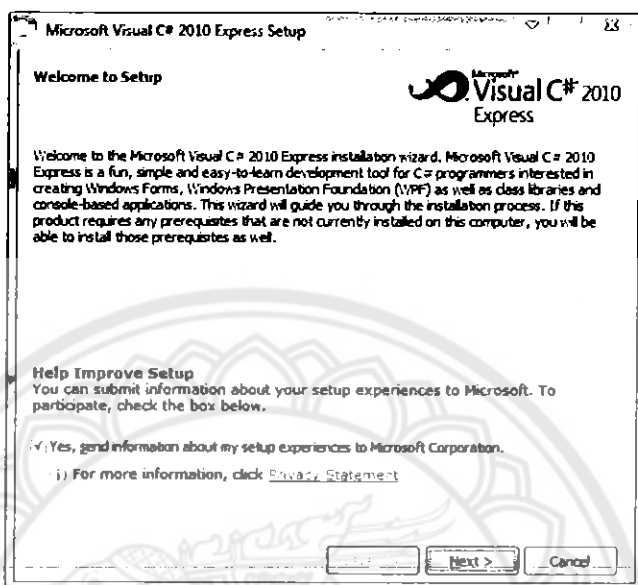 Microsoft Visual C# 2010 Express Setup
Welcome to Setup
Microsoft
Visual C# 2010
Express
Welcome to the Microsoft Visual C# 2010 Express installation wizard. Microsoft Visual C# 2010
Express is a fun, simple and easy-to-learn development tool for C# programmers interested in
creating Windows Forms, Windows Presentation Foundation (WPF) as well as class libraries and
console-based applications. This wizard will guide you through the installation process. If this
product requires any prerequisites that are not currently installed on this computer, you will be
able to install those prerequisites as well.
Help Improve Setup
You can submit information about your setup experiences to Microsoft. To
participate, check the box below.
Yes, send information about my setup experiences to Microsoft Corporation.
For more information, click Privacy Statement
Next >
Cancel